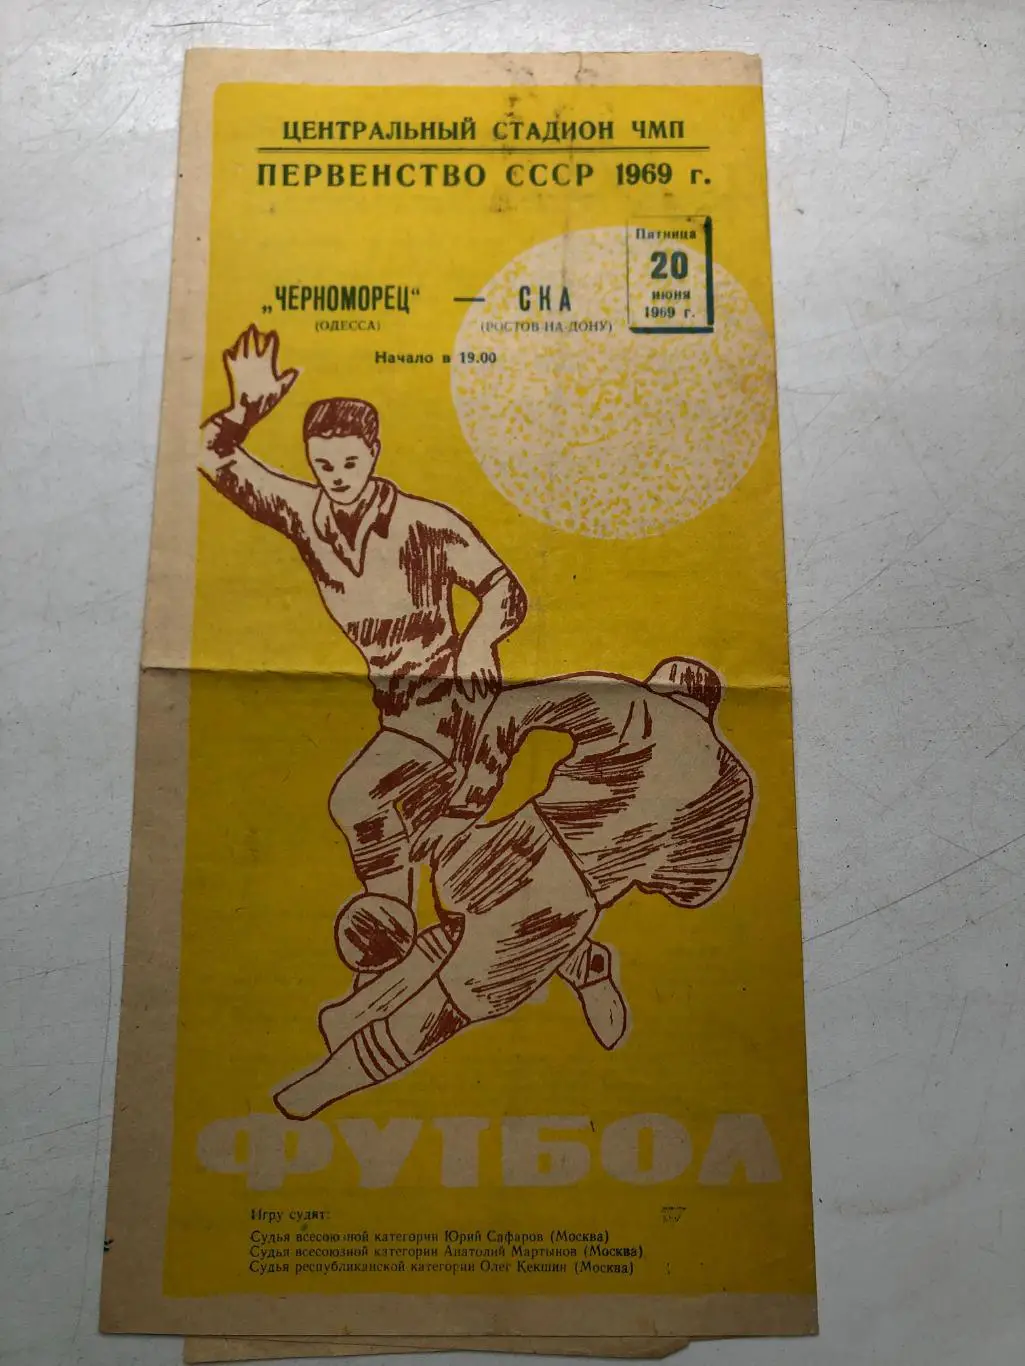 ЦЕНТРАЛЬНЫЙ СТАДИОН ЧМП
ПЕРВЕНСТВО СССР 1969 г.
Пятница
20
июня
1969 г.
„ЧЕРНОМОРЕЦ“ — СКА
(ОДЕССА) (РОСТОВ-НА-ДОНУ)
Начало в 19.00
ФУТБОЛ
Игру судят:
Судья всесоюзной категории Юрий Сафаров (Москва)
Судья всесоюзной категории Анатолий Мартынов (Москва)
Судья республиканской категории Олег Кекшин (Москва)